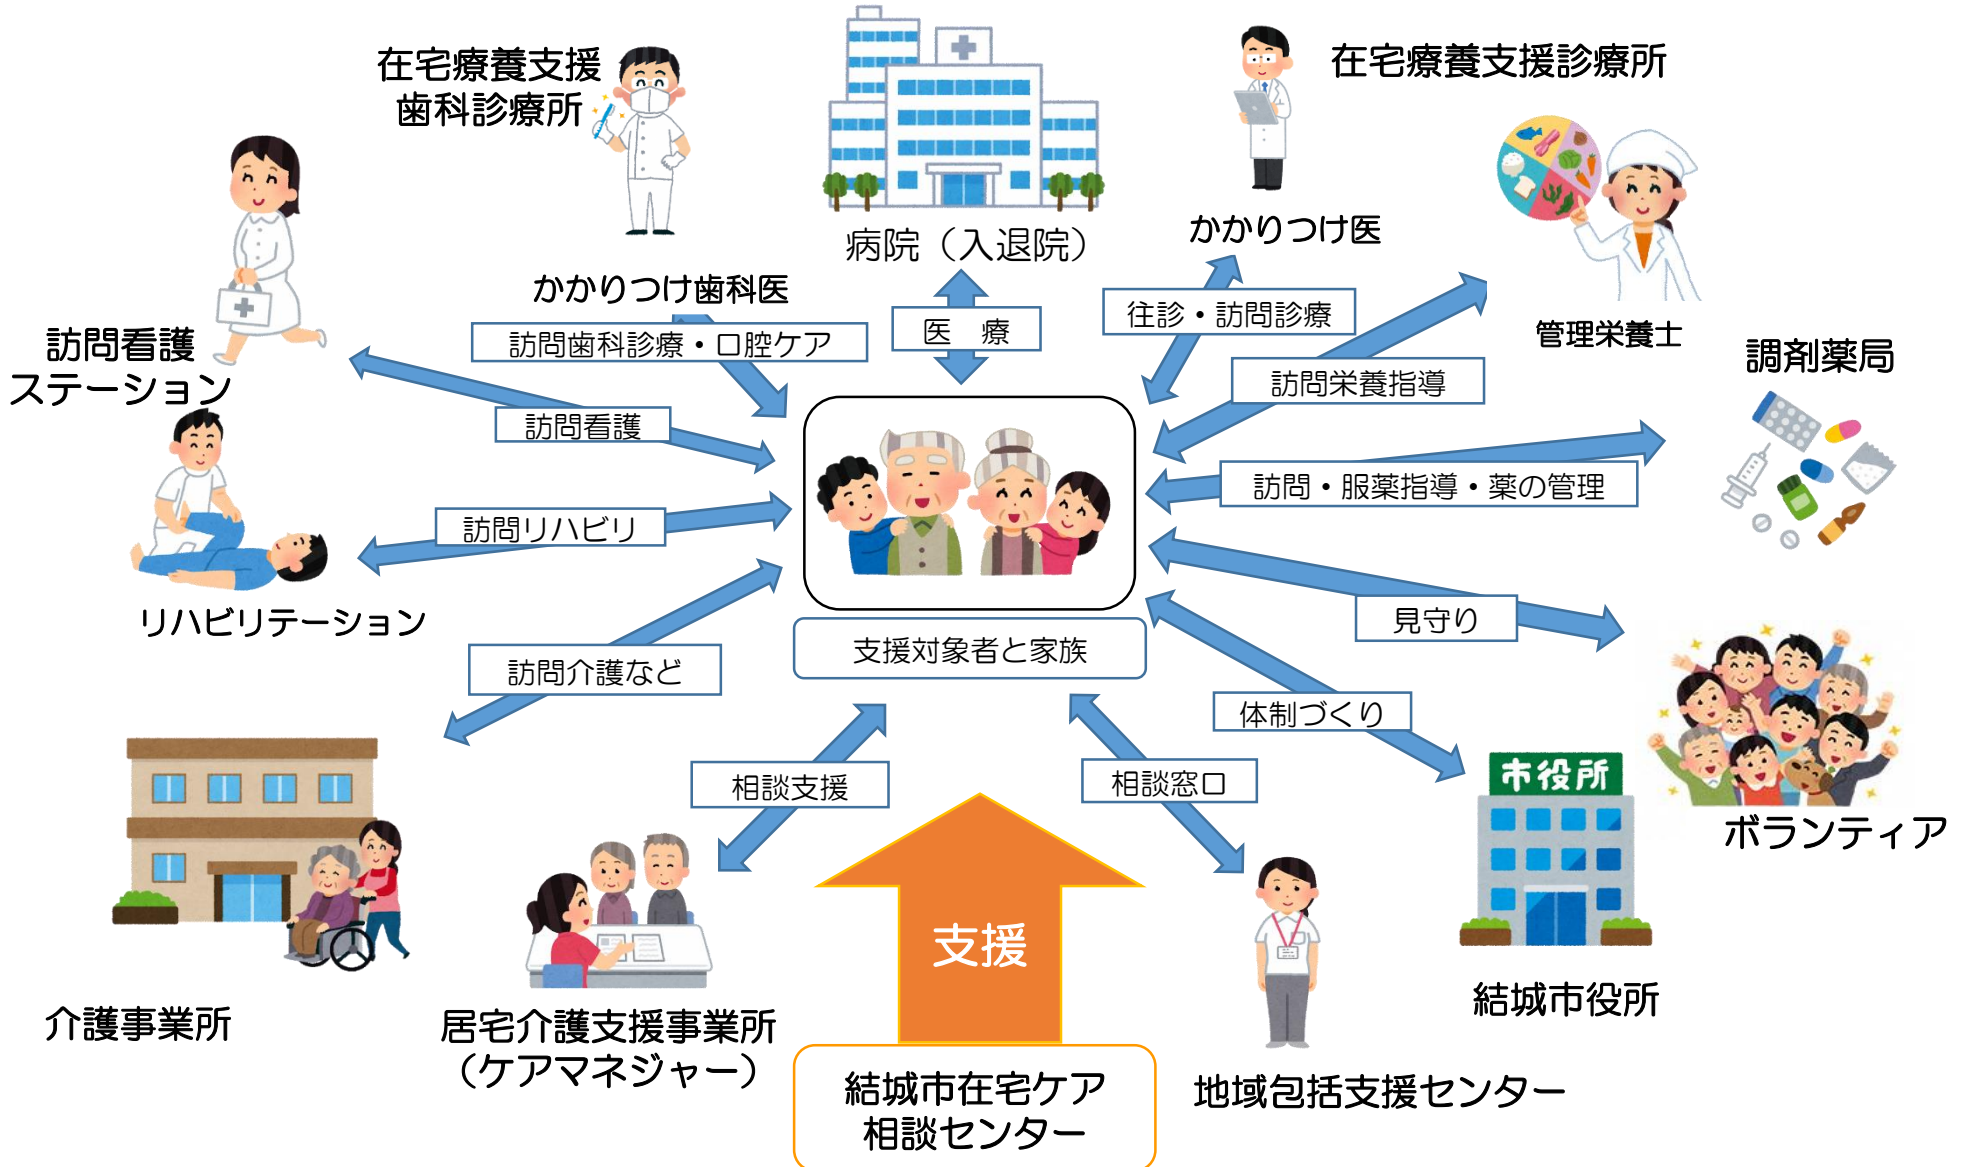 在宅療養支援
歯科診療所
在宅療養支援診療所
病院（入退院）
かかりつけ医
かかりつけ歯科医
管理栄養士
訪問看護
ステーション
調剤薬局
訪問歯科診療・口腔ケア
医　療
往診・訪問診療
訪問栄養指導
訪問看護
訪問・服薬指導・薬の管理
訪問リハビリ
リハビリテーション
見守り
支援対象者と家族
訪問介護など
体制づくり
相談支援
相談窓口
市役所
ボランティア
支援
結城市役所
介護事業所
居宅介護支援事業所
（ケアマネジャー）
結城市在宅ケア
相談センター
地域包括支援センター